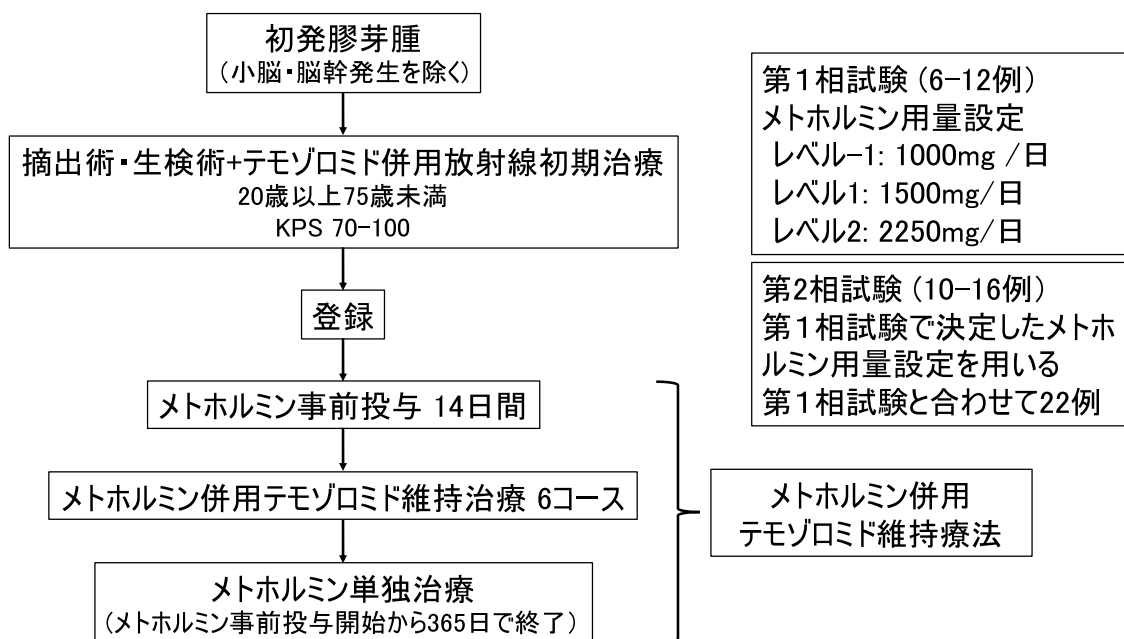 初発膠芽腫
（小脳・脳幹発生を除く）
摘出術・生検術+テモゾロミド併用放射線初期治療
20歳以上75歳未満
KPS 70-100
登録
メトホルミン事前投与 14日間
メトホルミン併用テモゾロミド維持治療 6コース
メトホルミン単独治療
（メトホルミン事前投与開始から365日で終了）
第１相試験 (6-12例)
メトホルミン用量設定
レベル-1: 1000mg /日
レベル1: 1500mg/日
レベル2: 2250mg/日
第2相試験 (10-16例)
第１相試験で決定したメトホ
ルミン用量設定を用いる
第１相試験と合わせて22例
メトホルミン併用
テモゾロミド維持療法